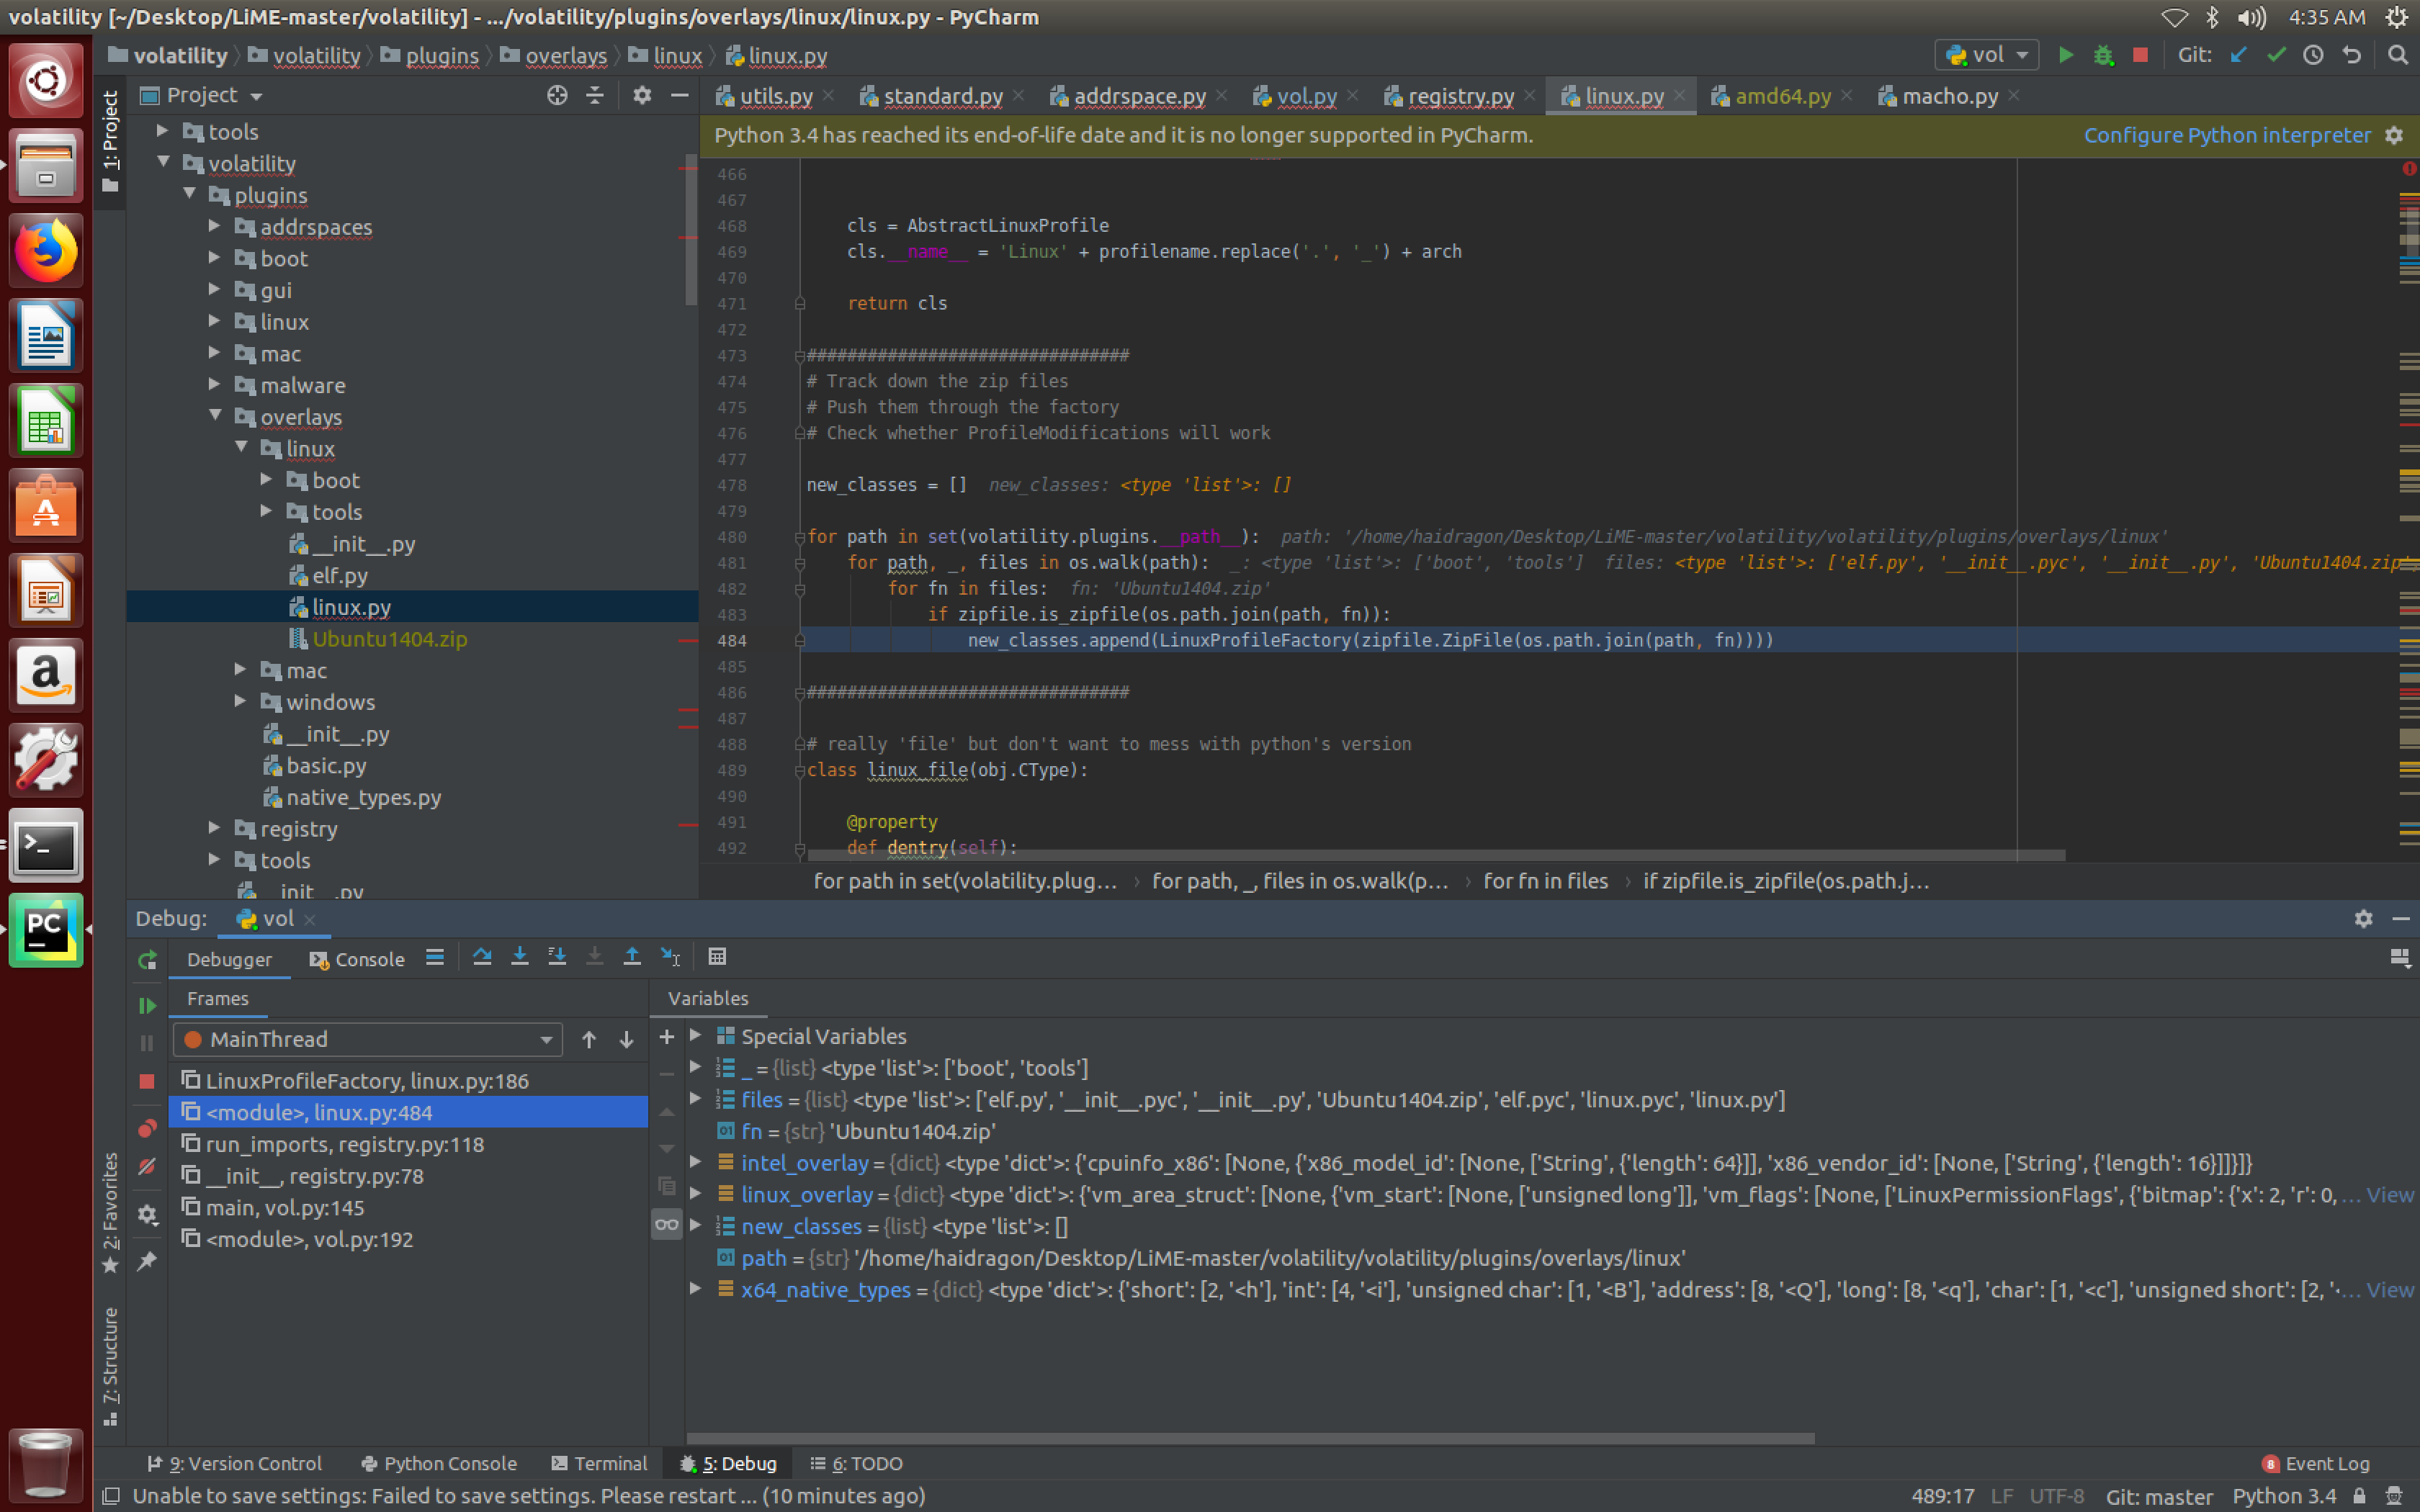 volatility [~/Desktop/LiME-master/volatility] - .../volatility/plugins/overlays/linux/linux.py - PyCharm
4:35 AM
volatility volatility plugins overlays linux linux.py
vol Git:
1: Project
Project
utils.py standard.py addrspace.py vol.py registry.py linux.py amd64.py macho.py
Python 3.4 has reached its end-of-life date and it is no longer supported in PyCharm. Configure Python interpreter
tools
volatility
plugins
addrspaces
boot
gui
linux
mac
malware
overlays
linux
boot
tools
__init__.py
elf.py
linux.py
Ubuntu1404.zip
mac
windows
__init__.py
basic.py
native_types.py
registry
tools
__init__.py
466
467
468 cls = AbstractLinuxProfile
469 cls.__name__ = 'Linux' + profilename.replace('.', '_') + arch
470
471 return cls
472
473 ################################
474 # Track down the zip files
475 # Push them through the factory
476 # Check whether ProfileModifications will work
477
478 new_classes = [] new_classes: <type 'list'>: []
479
480 for path in set(volatility.plugins.__path__): path: '/home/haidragon/Desktop/LiME-master/volatility/volatility/plugins/overlays/linux'
481 for path, _, files in os.walk(path): _: <type 'list'>: ['boot', 'tools'] files: <type 'list'>: ['elf.py', '__init__.pyc', '__init__.py', 'Ubuntu1404.zip',
482 for fn in files: fn: 'Ubuntu1404.zip'
483 if zipfile.is_zipfile(os.path.join(path, fn)):
484 new_classes.append(LinuxProfileFactory(zipfile.ZipFile(os.path.join(path, fn))))
485
486 ################################
487
488 # really 'file' but don't want to mess with python's version
489 class linux_file(obj.CType):
490
491 @property
492 def dentry(self):
for path in set(volatility.plug... › for path, _, files in os.walk(p... › for fn in files › if zipfile.is_zipfile(os.path.j...
Debug: vol
Debugger Console
Frames
MainThread
LinuxProfileFactory, linux.py:186
<module>, linux.py:484
run_imports, registry.py:118
__init__, registry.py:78
main, vol.py:145
<module>, vol.py:192
Variables
Special Variables
_ = {list} <type 'list'>: ['boot', 'tools']
files = {list} <type 'list'>: ['elf.py', '__init__.pyc', '__init__.py', 'Ubuntu1404.zip', 'elf.pyc', 'linux.pyc', 'linux.py']
fn = {str} 'Ubuntu1404.zip'
intel_overlay = {dict} <type 'dict'>: {'cpuinfo_x86': [None, {'x86_model_id': [None, ['String', {'length': 64}]], 'x86_vendor_id': [None, ['String', {'length': 16}]]}]}
linux_overlay = {dict} <type 'dict'>: {'vm_area_struct': [None, {'vm_start': [None, ['unsigned long']], 'vm_flags': [None, ['LinuxPermissionFlags', {'bitmap': {'x': 2, 'r': 0, ... View
new_classes = {list} <type 'list'>: []
path = {str} '/home/haidragon/Desktop/LiME-master/volatility/volatility/plugins/overlays/linux'
x64_native_types = {dict} <type 'dict'>: {'short': [2, '<h'], 'int': [4, '<i'], 'unsigned char': [1, '<B'], 'address': [8, '<Q'], 'long': [8, '<q'], 'char': [1, '<c'], 'unsigned short': [2, '<... View
2: Favorites
7: Structure
9: Version Control Python Console Terminal 5: Debug 6: TODO 8 Event Log
Unable to save settings: Failed to save settings. Please restart ... (10 minutes ago) 489:17 LF UTF-8 Git: master Python 3.4